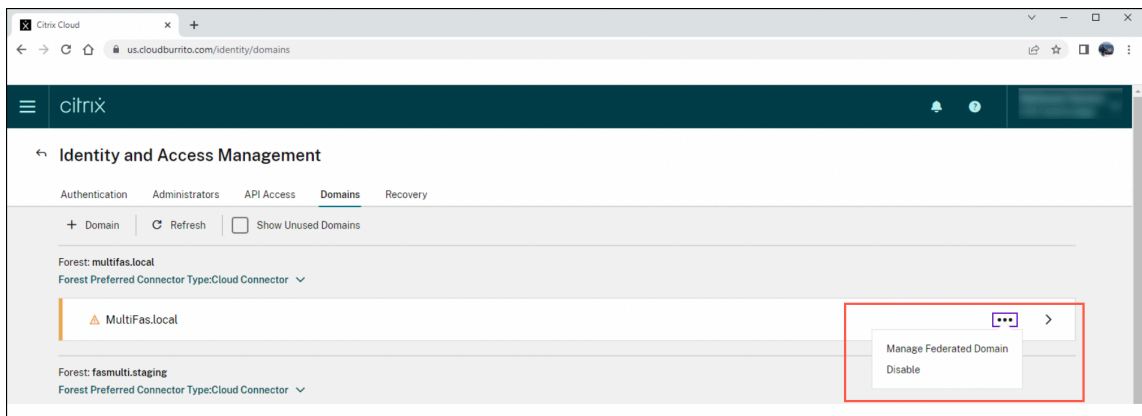 Citrix Cloud
us.cloudburrito.com/identity/domains
citrix
Identity and Access Management
Authentication Administrators API Access Domains Recovery
+ Domain Refresh Show Unused Domains
Forest: multifas.local
Forest Preferred Connector Type:Cloud Connector
MultiFas.local
Manage Federated Domain
Disable
Forest: fasmulti.staging
Forest Preferred Connector Type:Cloud Connector